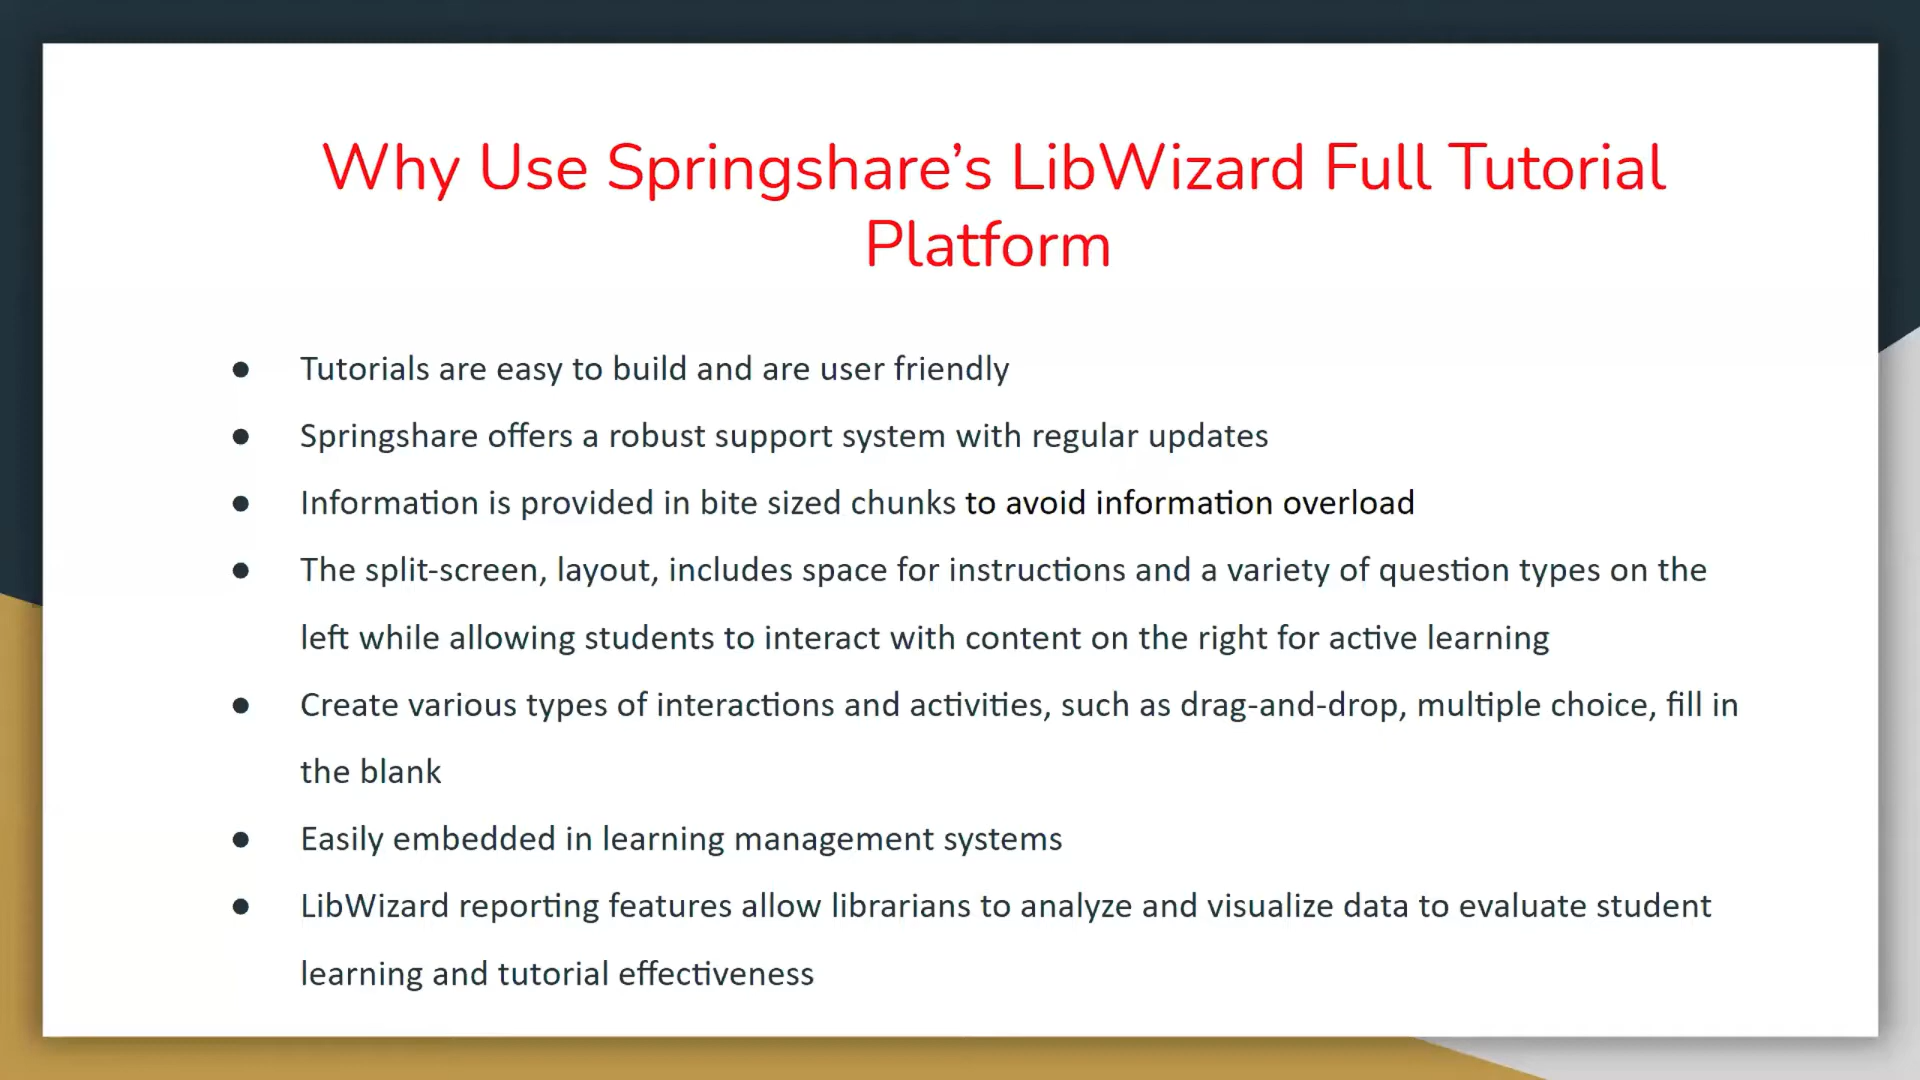 Why Use Springshare’s LibWizard Full Tutorial
Platform
● Tutorials are easy to build and are user friendly
● Springshare offers a robust support system with regular updates
● Information is provided in bite sized chunks to avoid information overload
● The split-screen, layout, includes space for instructions and a variety of question types on the
left while allowing students to interact with content on the right for active learning
● Create various types of interactions and activities, such as drag-and-drop, multiple choice, fill in
the blank
● Easily embedded in learning management systems
● LibWizard reporting features allow librarians to analyze and visualize data to evaluate student
learning and tutorial effectiveness